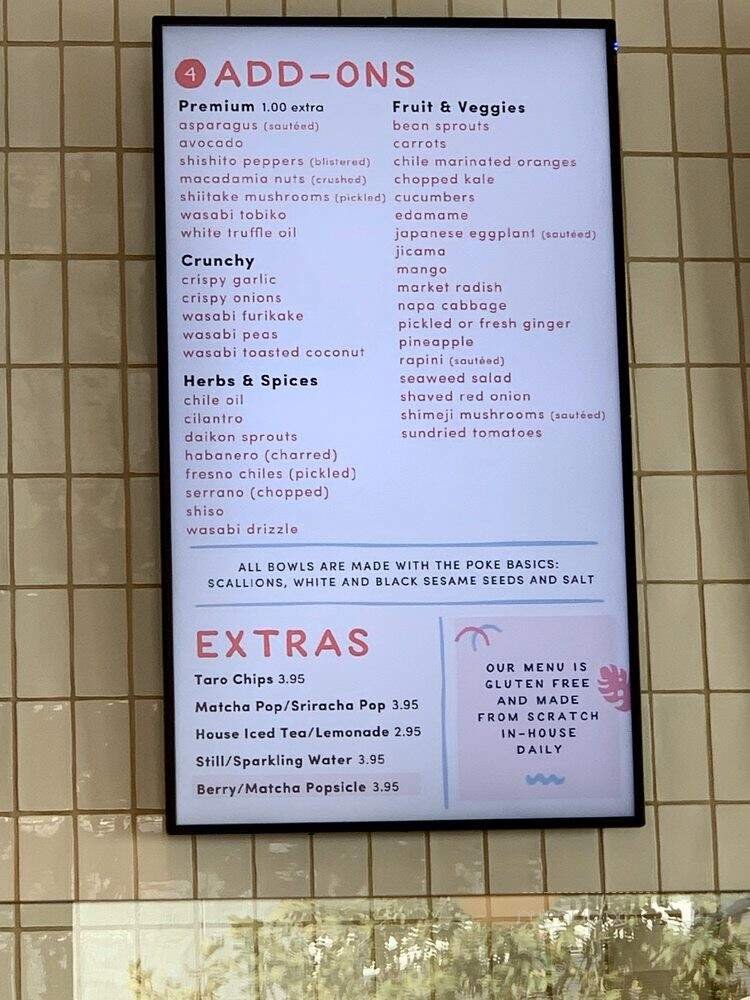 4 ADD-ONS
Premium 1.00 extra
asparagus (sautéed)
avocado
shishito peppers (blistered)
macadamia nuts (crushed)
shiitake mushrooms (pickled)
wasabi tobiko
white truffle oil
Crunchy
crispy garlic
crispy onions
wasabi furikake
wasabi peas
wasabi toasted coconut
Herbs & Spices
chile oil
cilantro
daikon sprouts
habanero (charred)
fresno chiles (pickled)
serrano (chopped)
shiso
wasabi drizzle
Fruit & Veggies
bean sprouts
carrots
chile marinated oranges
chopped kale
cucumbers
edamame
japanese eggplant (sautéed)
jicama
mango
market radish
napa cabbage
pickled or fresh ginger
pineapple
rapini (sautéed)
seaweed salad
shaved red onion
shimeji mushrooms (sautéed)
sundried tomatoes
ALL BOWLS ARE MADE WITH THE POKE BASICS:
SCALLIONS, WHITE AND BLACK SESAME SEEDS AND SALT
EXTRAS
Taro Chips 3.95
Matcha Pop/Sriracha Pop 3.95
House Iced Tea/Lemonade 2.95
Still/Sparkling Water 3.95
Berry/Matcha Popsicle 3.95
OUR MENU IS
GLUTEN FREE
AND MADE
FROM SCRATCH
IN-HOUSE
DAILY